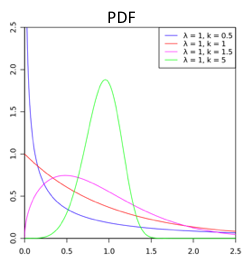 PDF
2.5
λ = 1, k = 0.5
λ = 1, k = 1
λ = 1, k = 1.5
λ = 1, k = 5
2.0
1.5
1.0
0.5
0.0
0.0 0.5 1.0 1.5 2.0 2.5